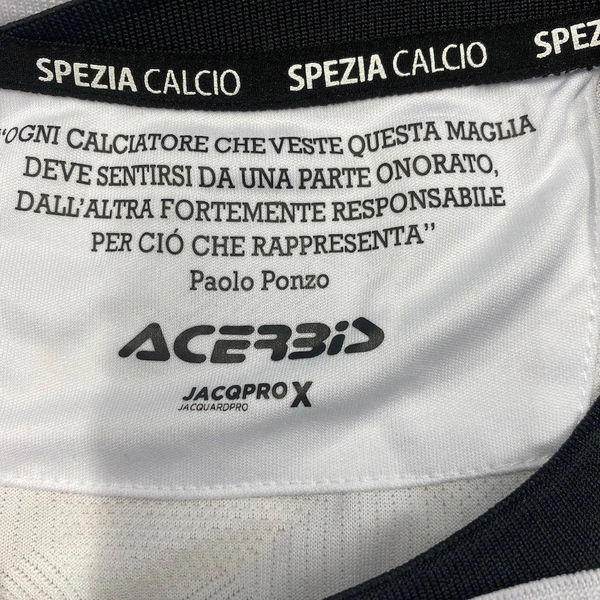 SPEZIA CALCIO SPEZIA CALCIO SPEZ
“OGNI CALCIATORE CHE VESTE QUESTA MAGLIA
DEVE SENTIRSI DA UNA PARTE ONORATO,
DALL'ALTRA FORTEMENTE RESPONSABILE
PER CIÓ CHE RAPPRESENTA”
Paolo Ponzo
ACERBIS
JACQPRO X
JACQUARDPRO